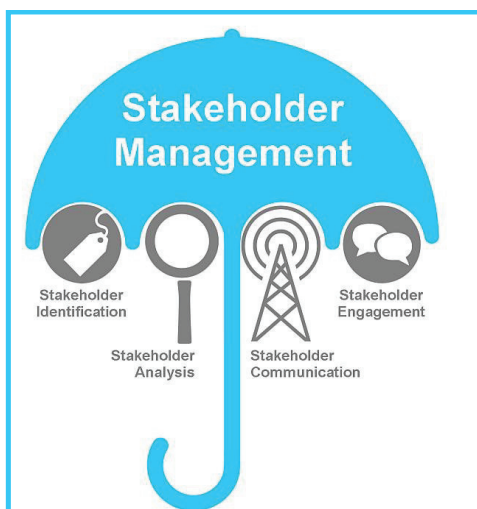 Stakeholder
Management
Stakeholder
Identification
Stakeholder
Analysis
Stakeholder
Communication
Stakeholder
Engagement